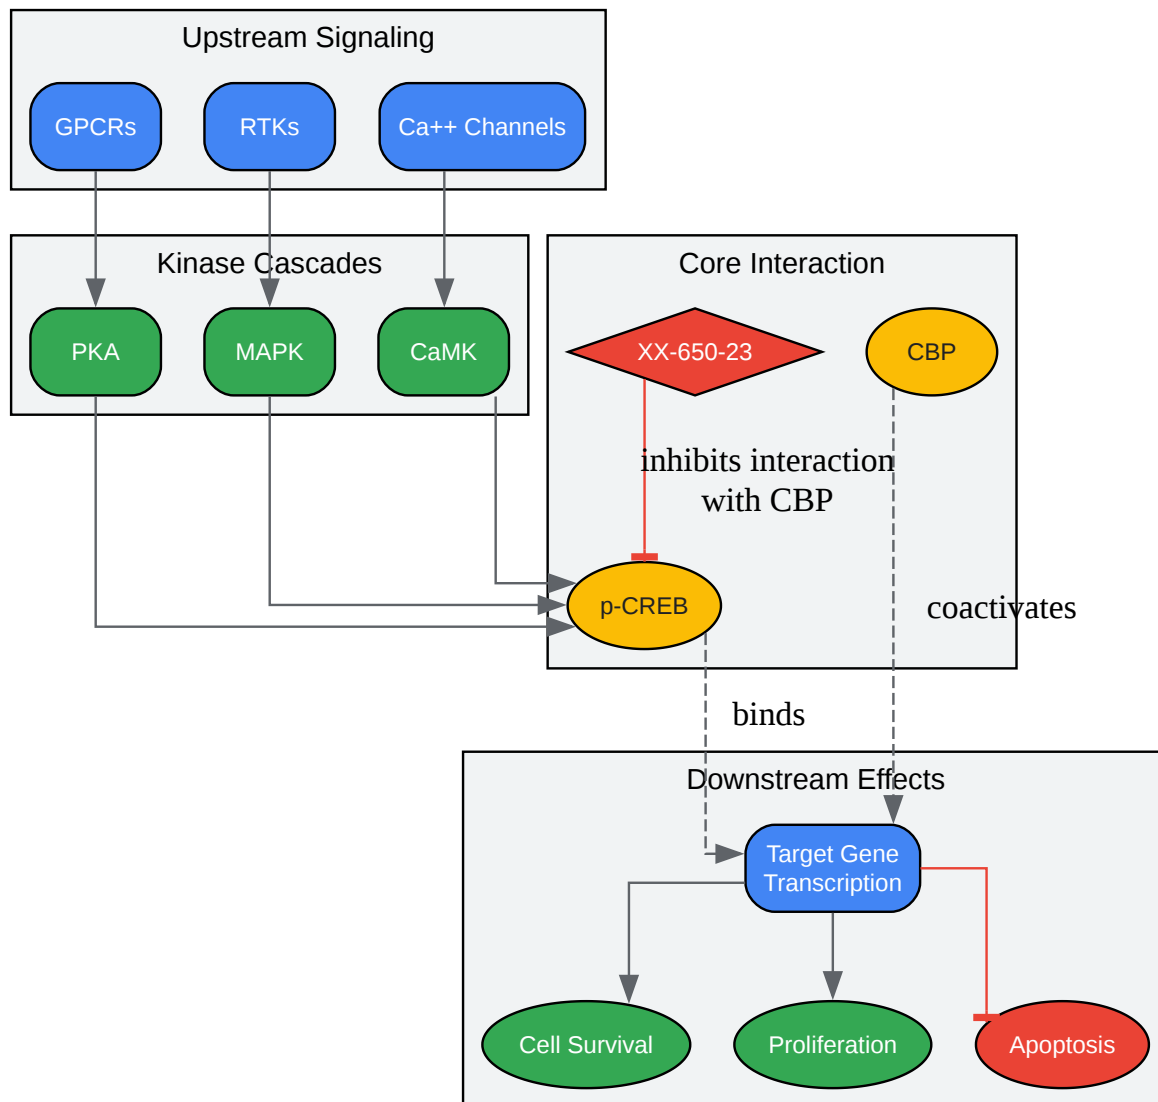 Upstream Signaling
GPCRs
RTKs
Ca++ Channels
Kinase Cascades
PKA
MAPK
CaMK
Core Interaction
XX-650-23
CBP
inhibits interaction
with CBP
p-CREB
coactivates
binds
Downstream Effects
Target Gene
Transcription
Cell Survival
Proliferation
Apoptosis